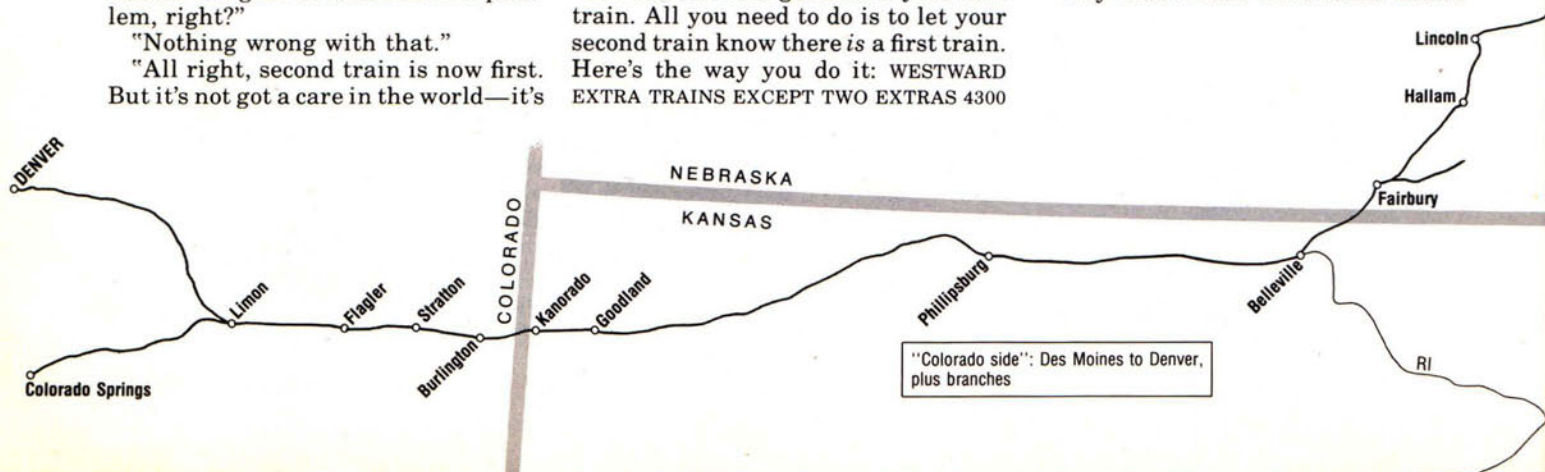 lem, right?"
"Nothing wrong with that."
"All right, second train is now first.
But it's not got a care in the world—it's
train. All you need to do is to let your
second train know there is a first train.
Here's the way you do it: WESTWARD
EXTRA TRAINS EXCEPT TWO EXTRAS 4300
Lincoln
Hallam
DENVER
NEBRASKA
KANSAS
Fairbury
COLORADO
Limon
Flagler
Stratton
Burlington
Kanorado
Goodland
Phillipsburg
Belleville
Colorado Springs
"Colorado side": Des Moines to Denver,
plus branches
RI